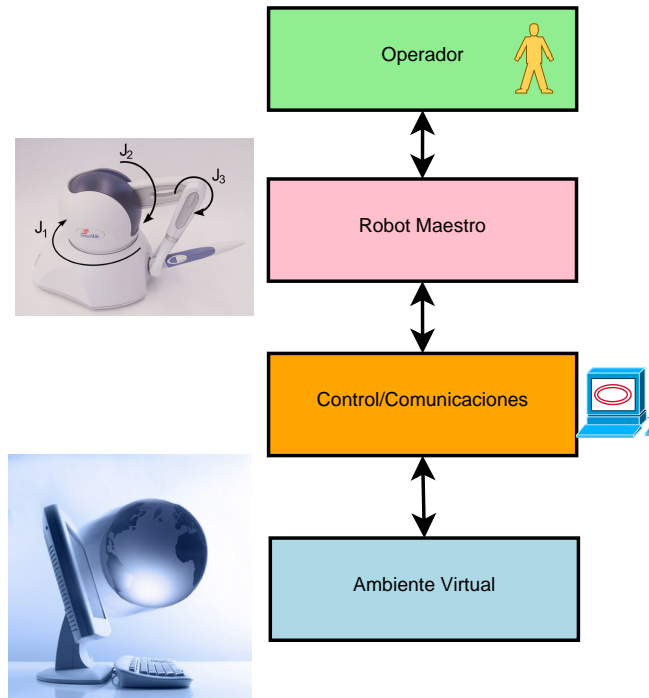 Operador
J2
J3
J1
Robot Maestro
Control/Comunicaciones
Ambiente Virtual